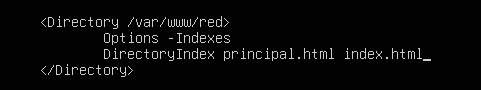 <Directory /var/www/red>
Options -Indexes
DirectoryIndex principal.html index.html_
</Directory>